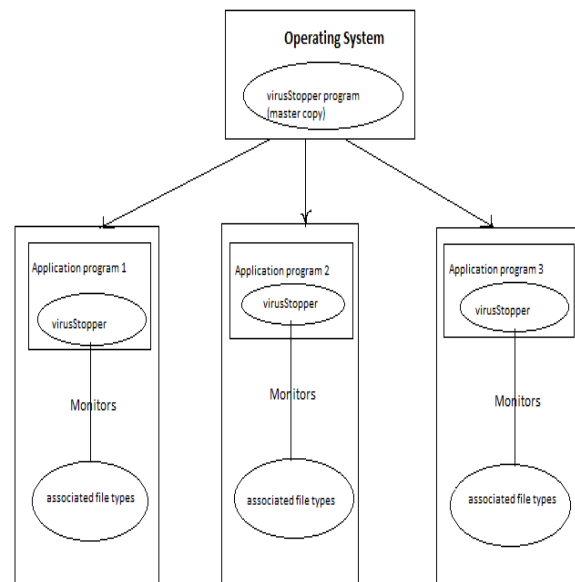 Operating System
virusStopper program
(master copy)
Application program 1
virusStopper
Monitors
associated file types
Application program 2
virusStopper
Monitors
associated file types
Application program 3
virusStopper
Monitors
associated file types